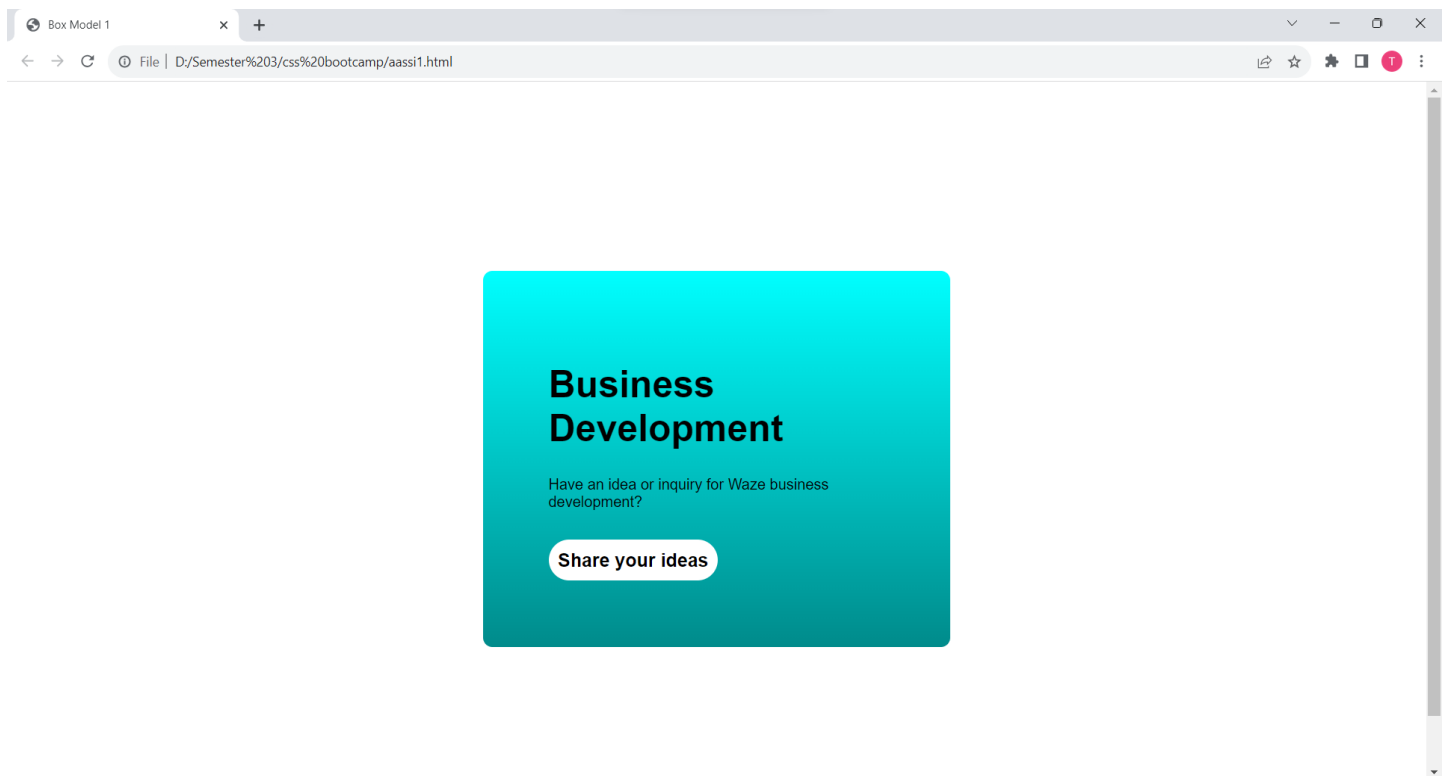 Box Model 1
File | D:/Semester%203/css%20bootcamp/aassi1.html
T
Business
Development
Have an idea or inquiry for Waze business
development?
Share your ideas